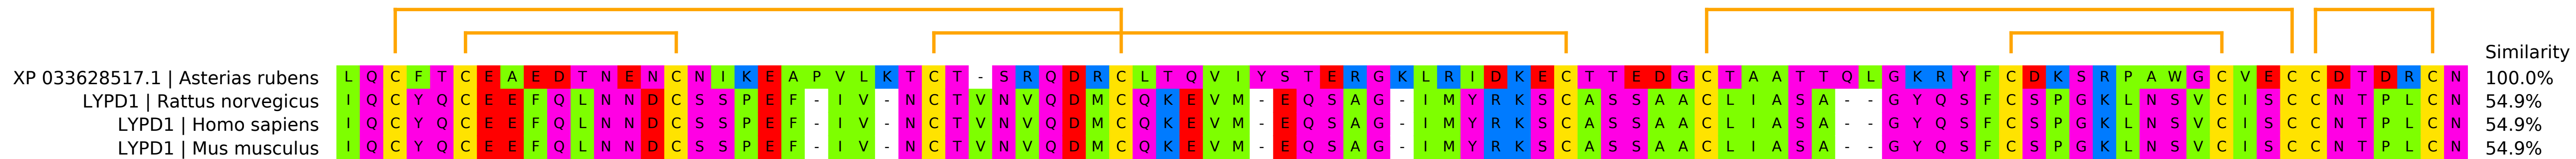 Similarity
XP 033628517.1 | Asterias rubens L Q C F T C E A E D T N E N C N I K E A P V L K T C T - S R Q D R C L T Q V I Y S T E R G K L R I D K E C T T E D G C T A A T T Q L G K R Y F C D K S R P A W G C V E C C D T D R C N 100.0%
LYPD1 | Rattus norvegicus I Q C Y Q C E E F Q L N N D C S S P E F - I V - N C T V N V Q D M C Q K E V M - E Q S A G - I M Y R K S C A S S A A C L I A S A - - G Y Q S F C S P G K L N S V C I S C C N T P L C N 54.9%
LYPD1 | Homo sapiens I Q C Y Q C E E F Q L N N D C S S P E F - I V - N C T V N V Q D M C Q K E V M - E Q S A G - I M Y R K S C A S S A A C L I A S A - - G Y Q S F C S P G K L N S V C I S C C N T P L C N 54.9%
LYPD1 | Mus musculus I Q C Y Q C E E F Q L N N D C S S P E F - I V - N C T V N V Q D M C Q K E V M - E Q S A G - I M Y R K S C A S S A A C L I A S A - - G Y Q S F C S P G K L N S V C I S C C N T P L C N 54.9%